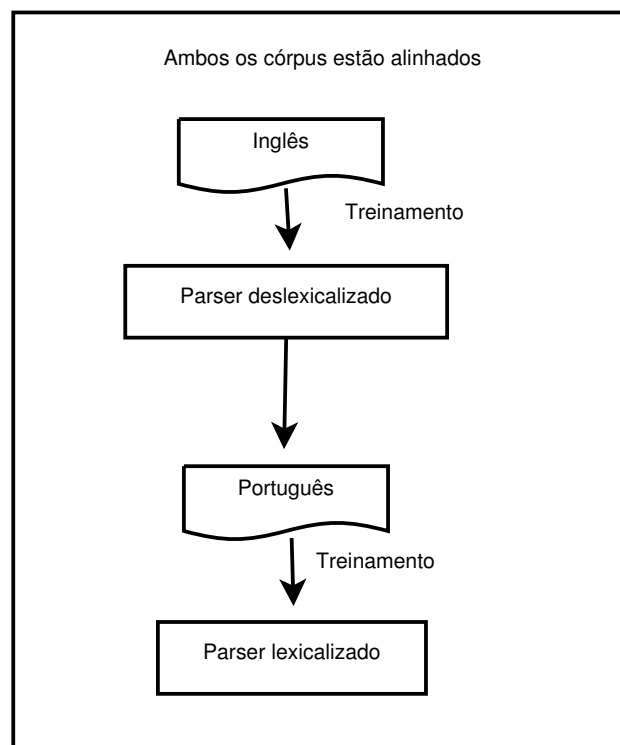 Ambos os córpus estão alinhados
Inglês
Treinamento
Parser deslexicalizado
Português
Treinamento
Parser lexicalizado